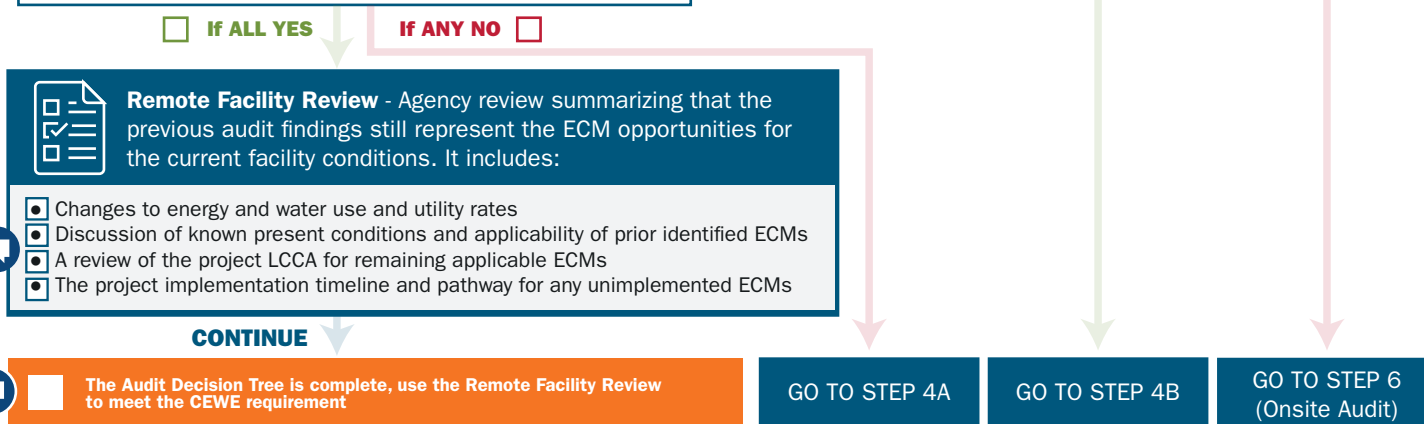 If ALL YES
If ANY NO
Remote Facility Review - Agency review summarizing that the
previous audit findings still represent the ECM opportunities for
the current facility conditions. It includes:
Changes to energy and water use and utility rates
Discussion of known present conditions and applicability of prior identified ECMs
A review of the project LCCA for remaining applicable ECMs
The project implementation timeline and pathway for any unimplemented ECMs
CONTINUE
The Audit Decision Tree is complete, use the Remote Facility Review
to meet the CEWE requirement
GO TO STEP 4A
GO TO STEP 4B
GO TO STEP 6
(Onsite Audit)